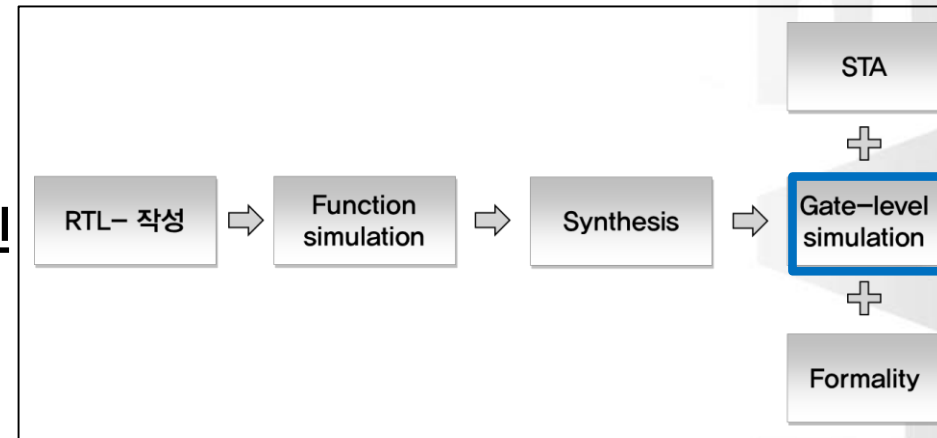 STA
RTL- 작성
Function
simulation
Synthesis
Gate-level
simulation
Formality